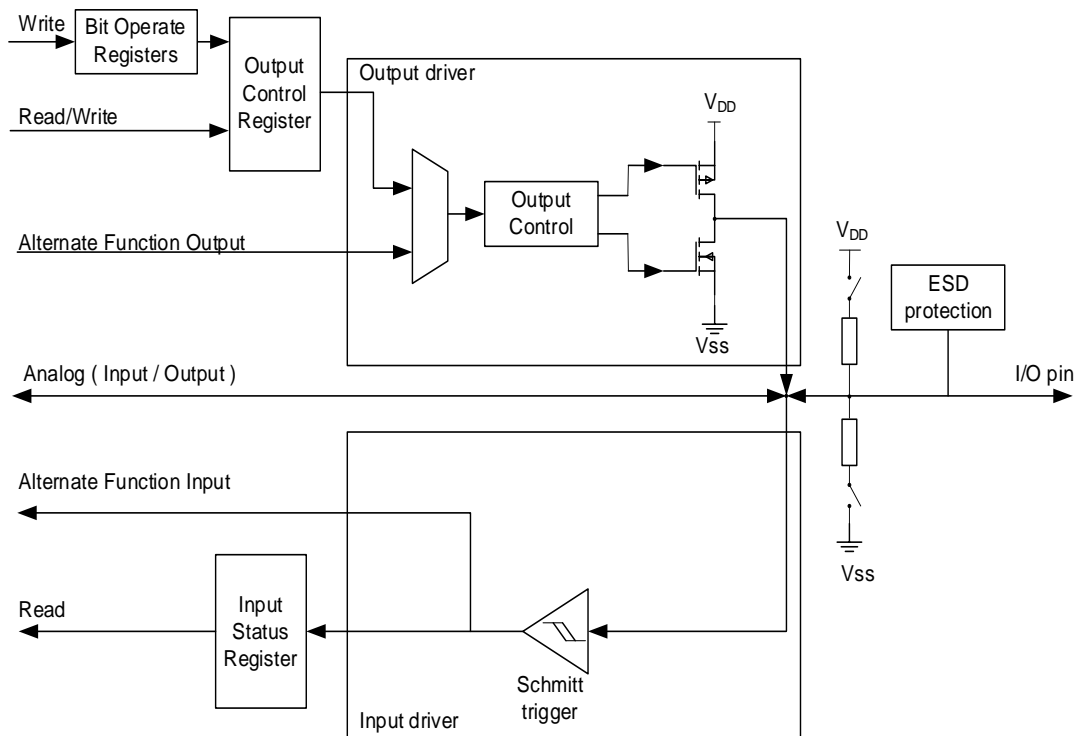 Write
Bit Operate
Registers
Output
Control
Register
Read/Write
Alternate Function Output
Output driver
Output
Control
VDD
Vss
VDD
ESD
protection
Analog ( Input / Output )
I/O pin
Alternate Function Input
Vss
Read
Input
Status
Register
Schmitt
trigger
Input driver